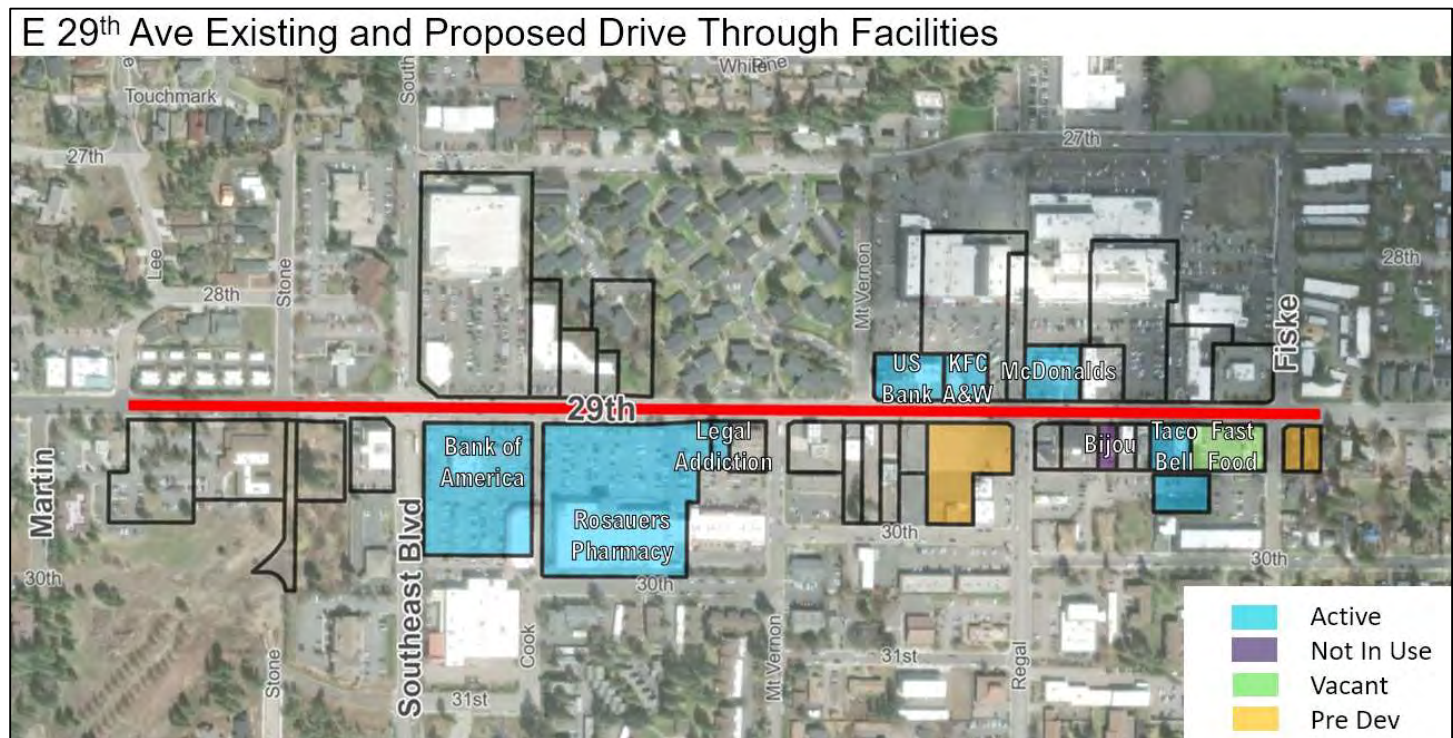 E 29th Ave Existing and Proposed Drive Through Facilities
White
Pine
Touchmark
South
27th
27th
Lee
Stone
Mt Vernon
28th
28th
Fiske
US
Bank
KFC
A&W
McDonalds
29th
Martin
Bank of
America
Legal
Addiction
Bijou
Taco
Bell
Fast
Food
Southeast Blvd
Rosauers
Pharmacy
30th
30th
30th
30th
Stone
Cook
Mt Vernon
Regal
31st
31st
Active
Not In Use
Vacant
Pre Dev